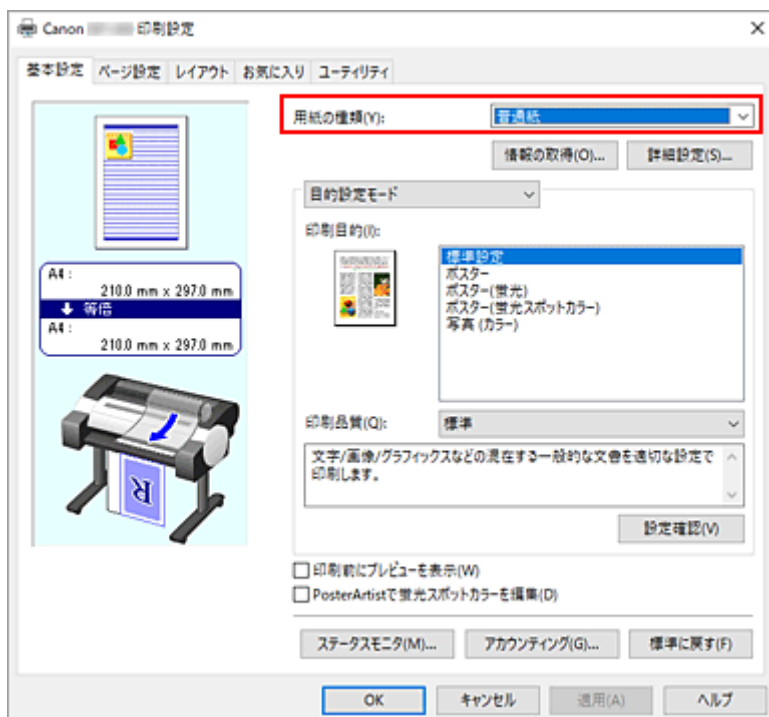 Canon 印刷設定
基本設定 ページ設定 レイアウト お気に入り ユーティリティ
用紙の種類(Y): 普通紙
情報の取得(O)... 詳細設定(S)...
目的設定モード
印刷目的(I):
標準設定
ポスター
ポスター(蛍光)
ポスター(蛍光スポットカラー)
写真 (カラー)
A4 :
210.0 mm x 297.0 mm
等倍
A4 :
210.0 mm x 297.0 mm
R
印刷品質(Q): 標準
文字/画像/グラフィックスなどの混在する一般的な文書を適切な設定で
印刷します。
設定確認(V)
印刷前にプレビューを表示(W)
PosterArtistで蛍光スポットカラーを編集(D)
ステータスモニタ(M)... アカウンティング(G)... 標準に戻す(F)
OK キャンセル 適用(A) ヘルプ